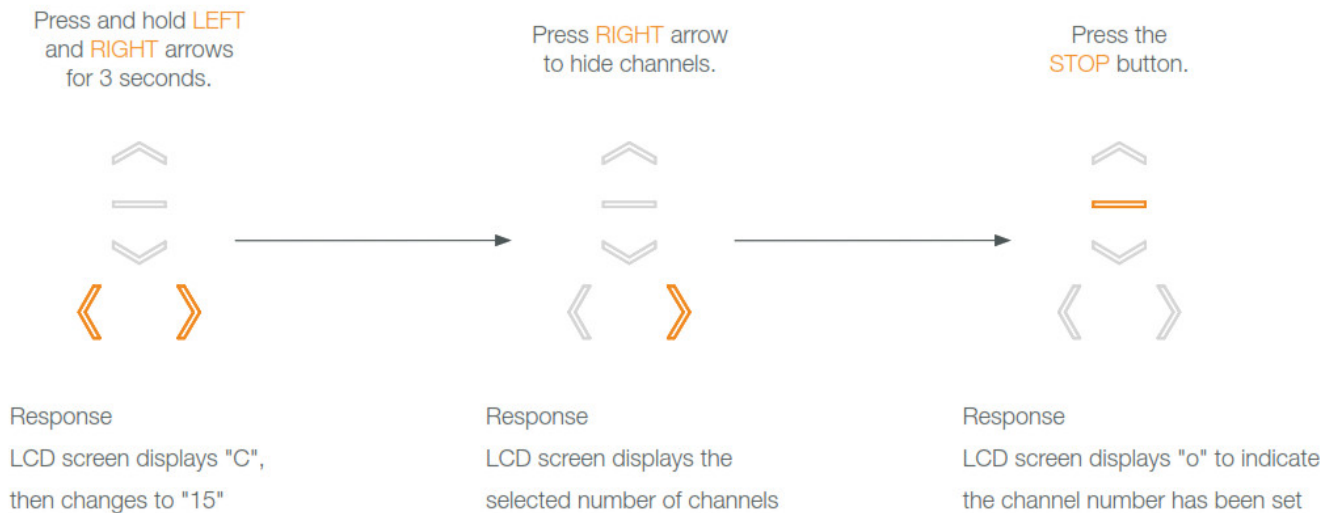 Press and hold LEFT
and RIGHT arrows
for 3 seconds.
Press RIGHT arrow
to hide channels.
Press the
STOP button.
Response
LCD screen displays "C",
then changes to "15"
Response
LCD screen displays the
selected number of channels
Response
LCD screen displays "o" to indicate
the channel number has been set